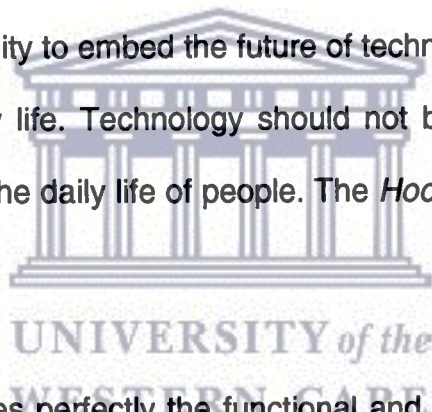 ity to embed the future of techn
life. Technology should not b
he daily life of people. The Hoo
UNIVERSITY of the
WESTERN CAPE
es perfectly the functional and